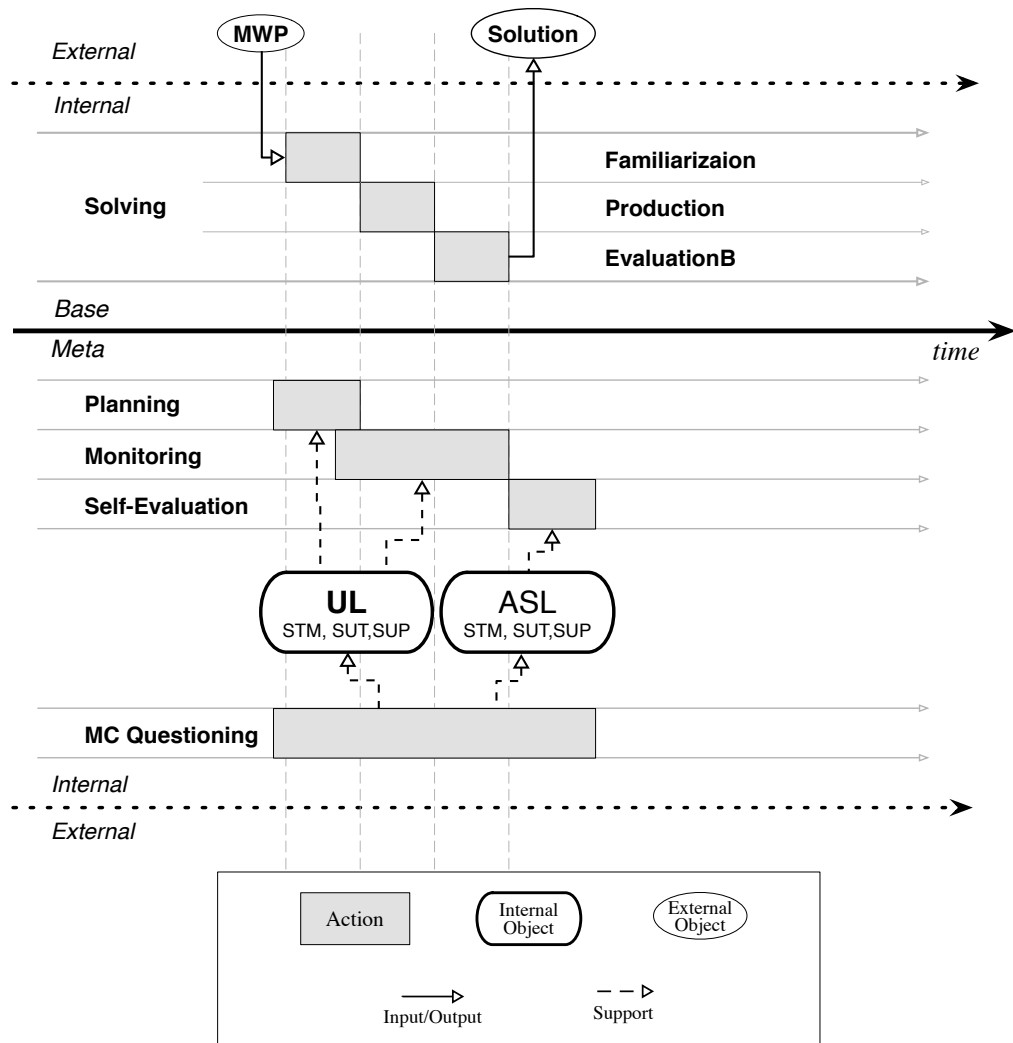 MWP
Solution
External
Internal
Familiarizaion
Solving
Production
EvaluationB
Base
Meta
time
Planning
Monitoring
Self-Evaluation
UL
STM, SUT,SUP
ASL
STM, SUT,SUP
MC Questioning
Internal
External
Action
Internal
Object
External
Object
Input/Output
Support